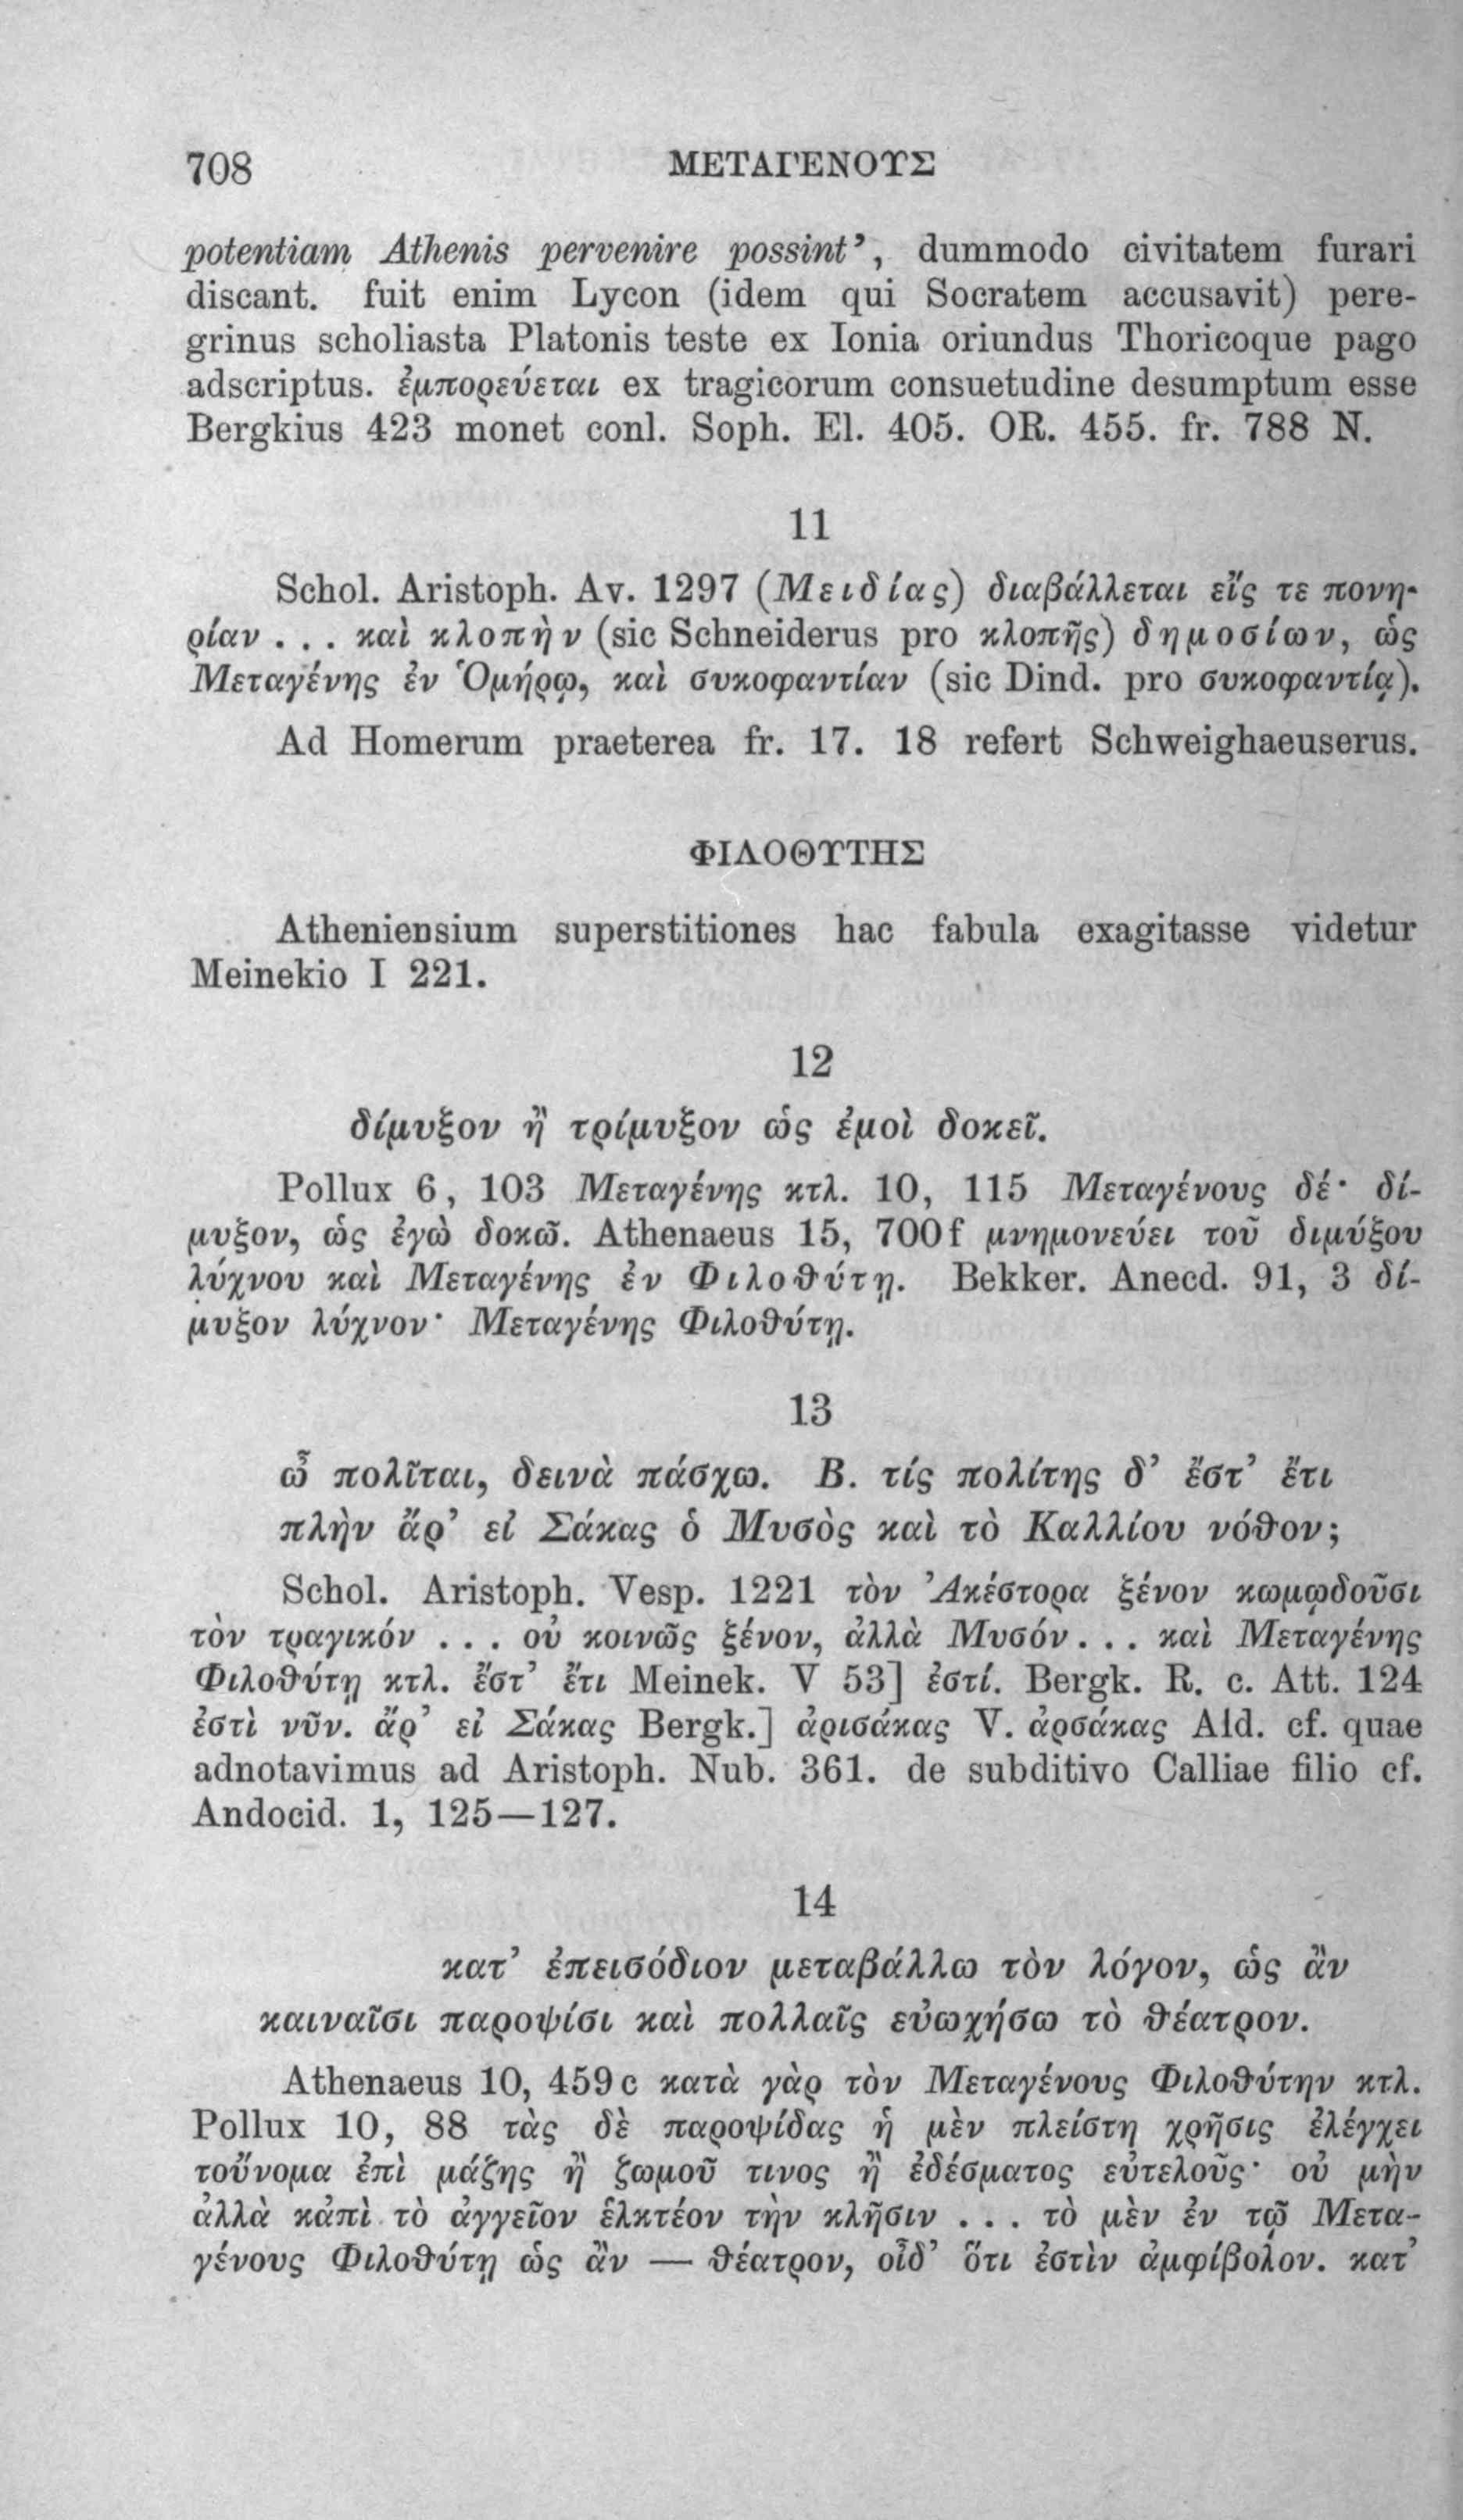 708 ΜΕΤΑΓΕΝΟΥΣ
potentiam Athenis pervenire possint’, dummodo civitatem furari
discant. fuit enim Lycon (idem qui Socratem accusavit) pere-
grinus scholiasta Platonis teste ex Ionia oriundus Thoricoque pago
adscriptus. ἐμπορεύεται ex tragicorum consuetudine desumptum esse
Bergkius 423 monet conl. Soph. El. 405. OR. 455. fr. 788 N.
11
Schol. Aristoph. Av. 1297 (Μειδίας) διαβάλλεται εἴς τε πονη-
ρίαν . . . καὶ κλοπὴν (sic Schneiderus pro κλοπῆς) δημοσίων, ὡς
Μεταγένης ἐν Ὁμήρῳ, καὶ συκοφαντίαν (sic Dind. pro συκοφαντίᾳ).
Ad Homerum praeterea fr. 17. 18 refert Schweighaeuserus.
ΦΙΛΟΘΥΤΗΣ
Atheniensium superstitiones hac fabula exagitasse videtur
Meinekio I 221.
12
δίμυξον ἢ τρίμυξον ὡς ἐμοὶ δοκεῖ.
Pollux 6, 103 Μεταγένης κτλ. 10, 115 Μεταγένους δέ· δί-
μυξον, ὡς ἐγὼ δοκῶ. Athenaeus 15, 700f μνημονεύει τοῦ διμύξου
λύχνου καὶ Μεταγένης ἐν Φιλοθύτῃ. Bekker. Anecd. 91, 3 δί-
μυξον λύχνον· Μεταγένης Φιλοθύτῃ.
13
ὦ πολῖται, δεινὰ πάσχω. Β. τίς πολίτης δ’ ἔστ’ ἔτι
πλὴν ἄρ’ εἰ Σάκας ὁ Μυσὸς καὶ τὸ Καλλίου νόθον;
Schol. Aristoph. Vesp. 1221 τὸν Ἀκέστορα ξένον κωμῳδοῦσι
τὸν τραγικόν . . . οὐ κοινῶς ξένον, ἀλλὰ Μυσόν . . . καὶ Μεταγένης
Φιλοθύτῃ κτλ. ἔστ’ ἔτι Meinek. V 53] ἐστί. Bergk. R. c. Att. 124
ἐστὶ νῦν. ἄρ’ εἰ Σάκας Bergk.] ἀρισάκας V. ἀρσάκας Ald. cf. quae
adnotavimus ad Aristoph. Nub. 361. de subditivo Calliae filio cf.
Andocid. 1, 125—127.
14
κατ’ ἐπεισόδιον μεταβάλλω τὸν λόγον, ὡς ἂν
καιναῖσι παροψίσι καὶ πολλαῖς εὐωχήσω τὸ θέατρον.
Athenaeus 10, 459c κατὰ γὰρ τὸν Μεταγένους Φιλοθύτην κτλ.
Pollux 10, 88 τὰς δὲ παροψίδας ἡ μὲν πλείστη χρῆσις ἐλέγχει
τοὔνομα ἐπὶ μάζης ἢ ζωμοῦ τινος ἢ ἐδέσματος εὐτελοῦς· οὐ μὴν
ἀλλὰ κἀπὶ τὸ ἀγγεῖον ἑλκτέον τὴν κλῆσιν . . . τὸ μὲν ἐν τῷ Μετα-
γένους Φιλοθύτῃ ὡς ἂν — θέατρον, οἶδ’ ὅτι ἐστὶν ἀμφίβολον. κατ’